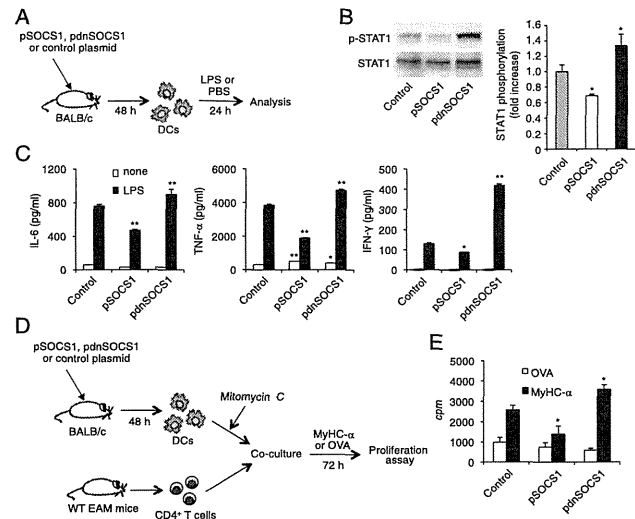 A
pSOCS1, pdnSOCS1
or control plasmid
BALB/c
48 h
DCs
LPS or
PBS
24 h
Analysis
B
p-STAT1
STAT1
Control
pSOCS1
pdnSOCS1
STAT1 phosphorylation
(fold increase)
1.6
1.4
1.2
1.0
0.8
0.6
0.4
0.2
0
*
*
Control
pSOCS1
pdnSOCS1
C
none
LPS
IL-6 (pg/ml)
1200
800
400
0
**
**
Control
pSOCS1
pdnSOCS1
TNF-α (pg/ml)
6000
4000
2000
0
**
**
*
**
Control
pSOCS1
pdnSOCS1
IFN-γ (pg/ml)
500
400
300
200
100
0
*
**
Control
pSOCS1
pdnSOCS1
D
pSOCS1, pdnSOCS1
or control plasmid
BALB/c
48 h
DCs
Mitomycin C
WT EAM mice
CD4+ T cells
Co-culture
MyHC-α
or OVA
72 h
Proliferation
assay
E
OVA
MyHC-α
cpm
5000
4000
3000
2000
1000
0
*
*
Control
pSOCS1
pdnSOCS1